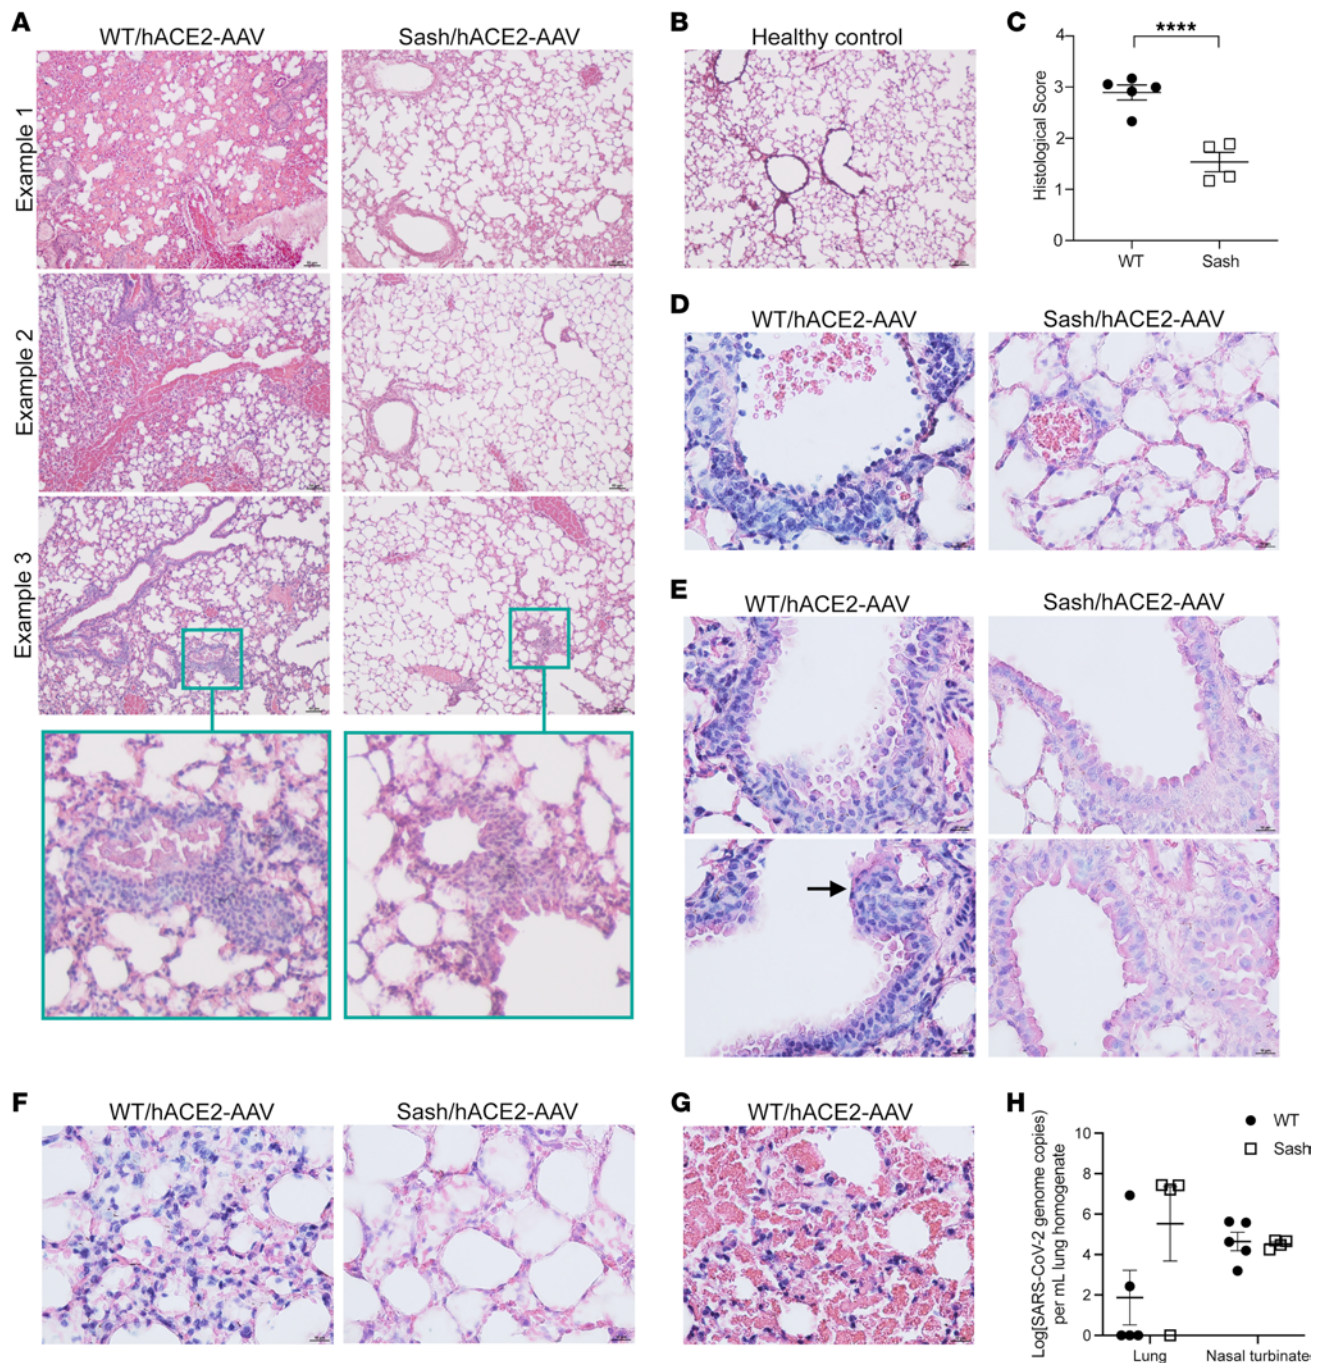 A
WT/hACE2-AAV
Sash/hACE2-AAV
Example 1
Example 2
Example 3
B
Healthy control
C
****
Histological Score
4
3
2
1
0
WT
Sash
D
WT/hACE2-AAV
Sash/hACE2-AAV
E
WT/hACE2-AAV
Sash/hACE2-AAV
F
WT/hACE2-AAV
Sash/hACE2-AAV
G
WT/hACE2-AAV
H
WT
Sash
Log[SARS-CoV-2 genome copies)
per mL lung homogenate
10
8
6
4
2
0
Lung
Nasal turbinate